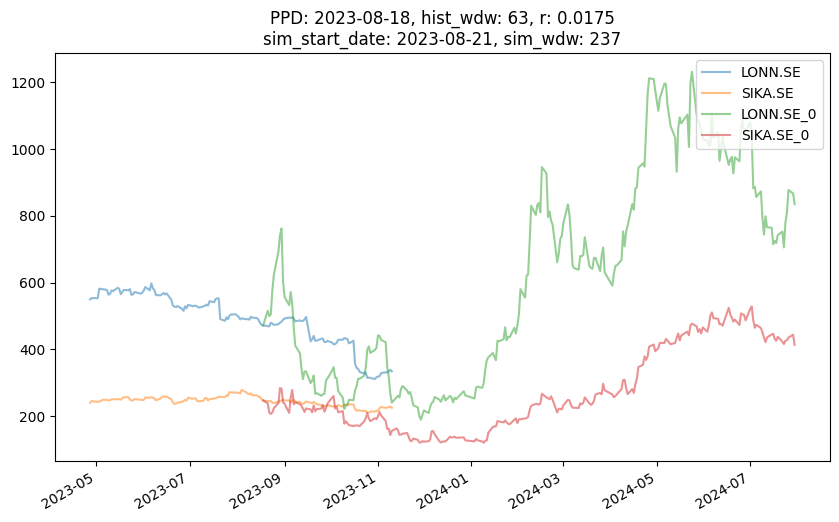 PPD: 2023-08-18, hist_wdw: 63, r: 0.0175
sim_start_date: 2023-08-21, sim_wdw: 237
LONN.SE
SIKA.SE
LONN.SE_0
SIKA.SE_0
1200
1000
800
600
400
200
2023-05
2023-07
2023-09
2023-11
2024-01
2024-03
2024-05
2024-07